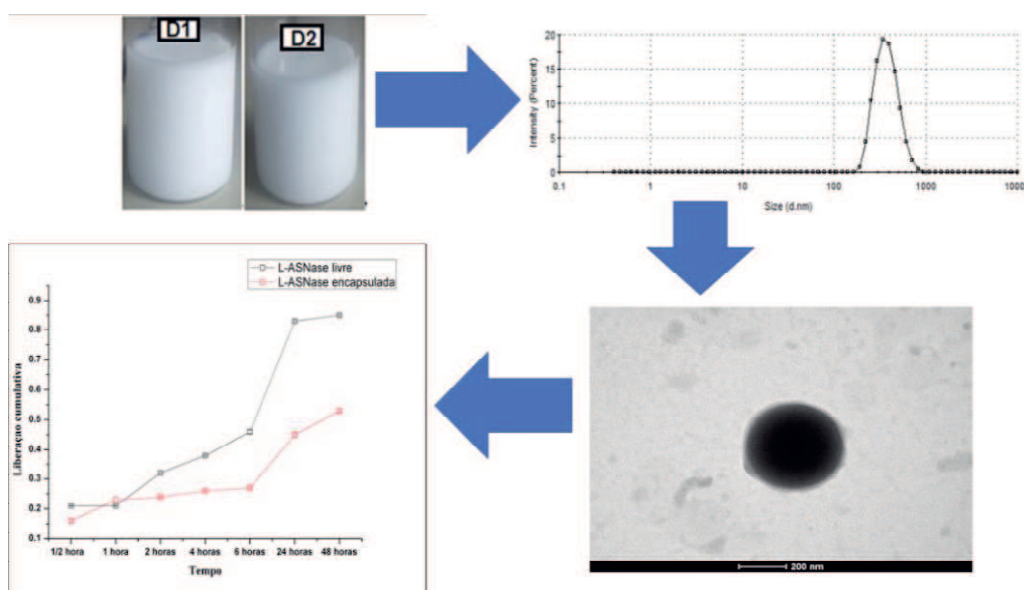 D1
D2
20
15
10
5
0
Intensity (Percent)
0.1 1 10 100 1000 1000
Size (d.nm)
L-ASNase livre
L-ASNase encapsulada
0.9
0.8
0.7
0.6
0.5
0.4
0.3
0.2
0.1
Liberaçao cumulativa
1/2 hora 1 hora 2 horas 4 horas 6 horas 24 horas 48 horas
Tempo
200 nm